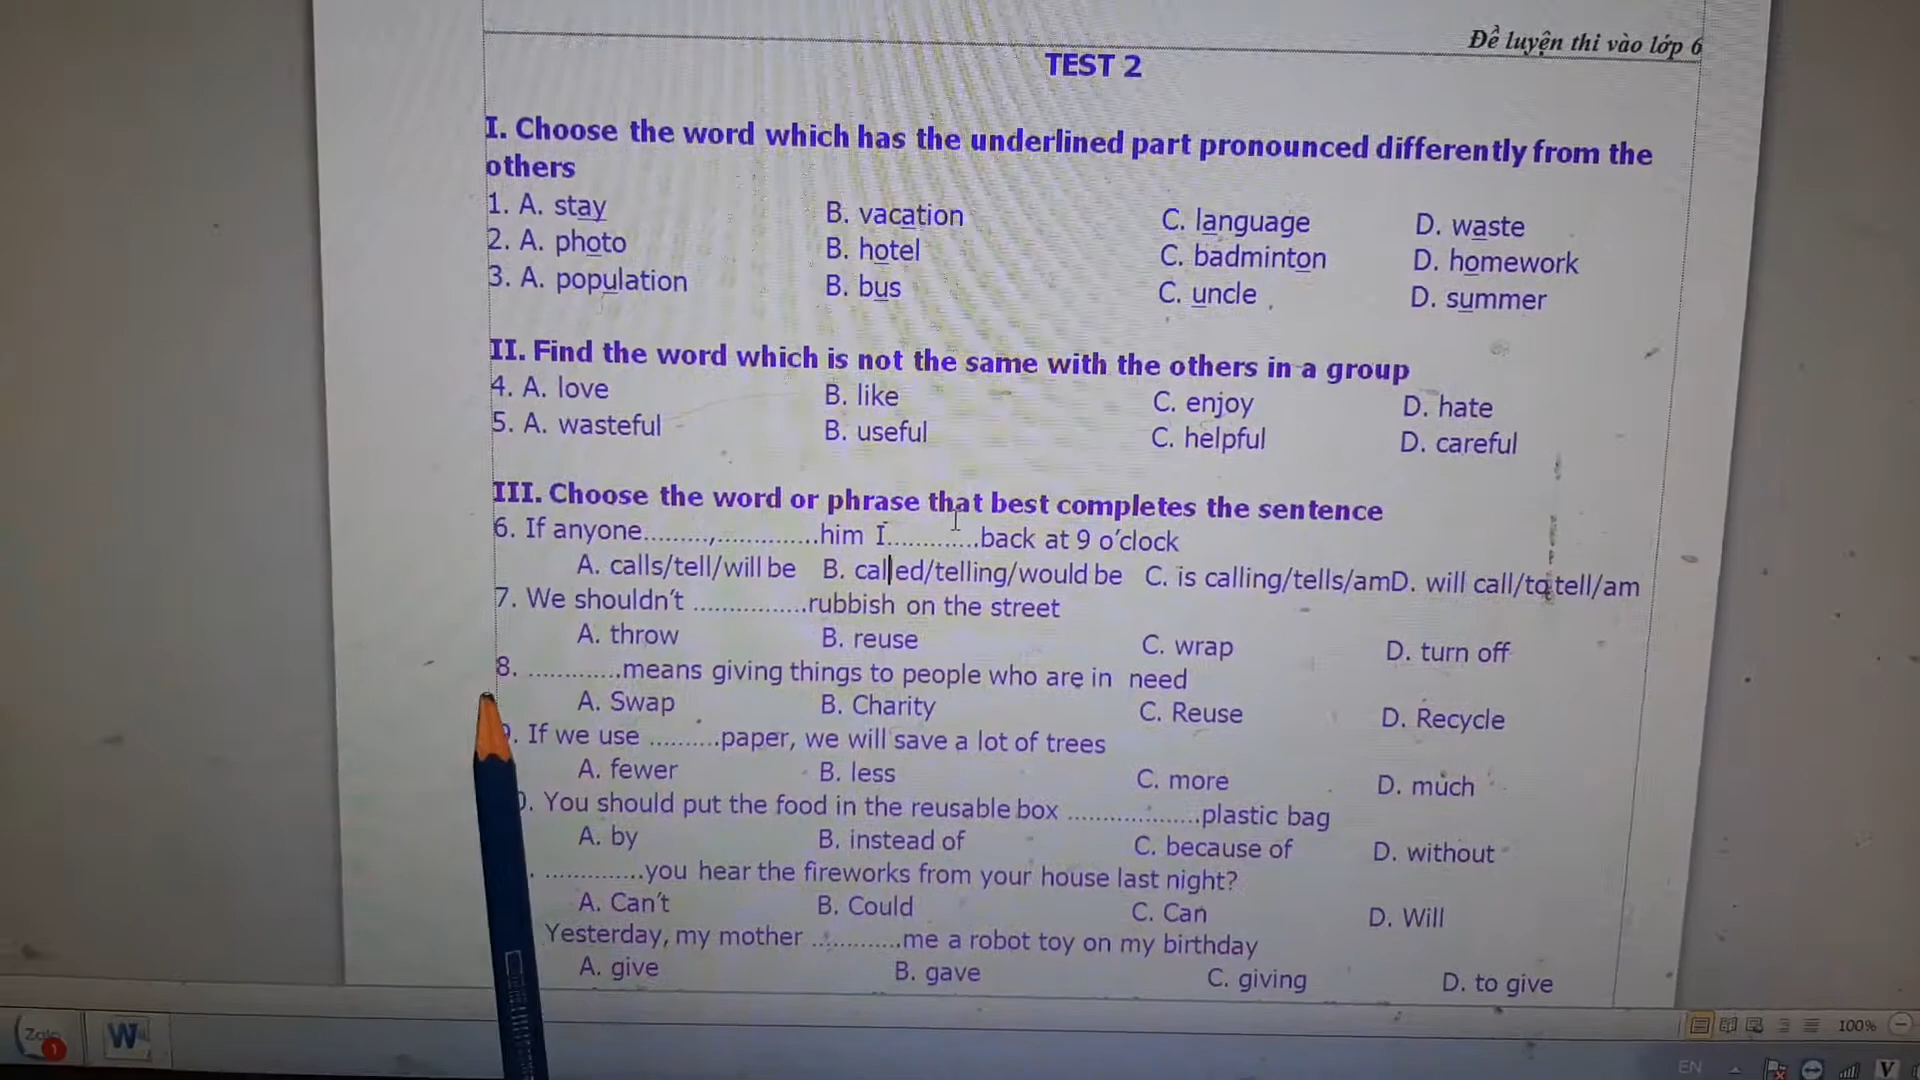 Đề luyện thi vào lớp 6
TEST 2
I. Choose the word which has the underlined part pronounced differently from the
others
1. A. stay B. vacation C. language D. waste
2. A. photo B. hotel C. badminton D. homework
3. A. population B. bus C. uncle D. summer
II. Find the word which is not the same with the others in a group
4. A. love B. like C. enjoy D. hate
5. A. wasteful B. useful C. helpful D. careful
III. Choose the word or phrase that best completes the sentence
6. If anyone.........,.............him I.............back at 9 o'clock
A. calls/tell/will be B. called/telling/would be C. is calling/tells/amD. will call/to tell/am
7. We shouldn't ................rubbish on the street
A. throw B. reuse C. wrap D. turn off
8. .............means giving things to people who are in need
A. Swap B. Charity C. Reuse D. Recycle
. If we use ..........paper, we will save a lot of trees
A. fewer B. less C. more D. much
. You should put the food in the reusable box ...................plastic bag
A. by B. instead of C. because of D. without
. ..............you hear the fireworks from your house last night?
A. Can't B. Could C. Can D. Will
Yesterday, my mother .............me a robot toy on my birthday
A. give B. gave C. giving D. to give
100%
Zalo
1
W
EN
V